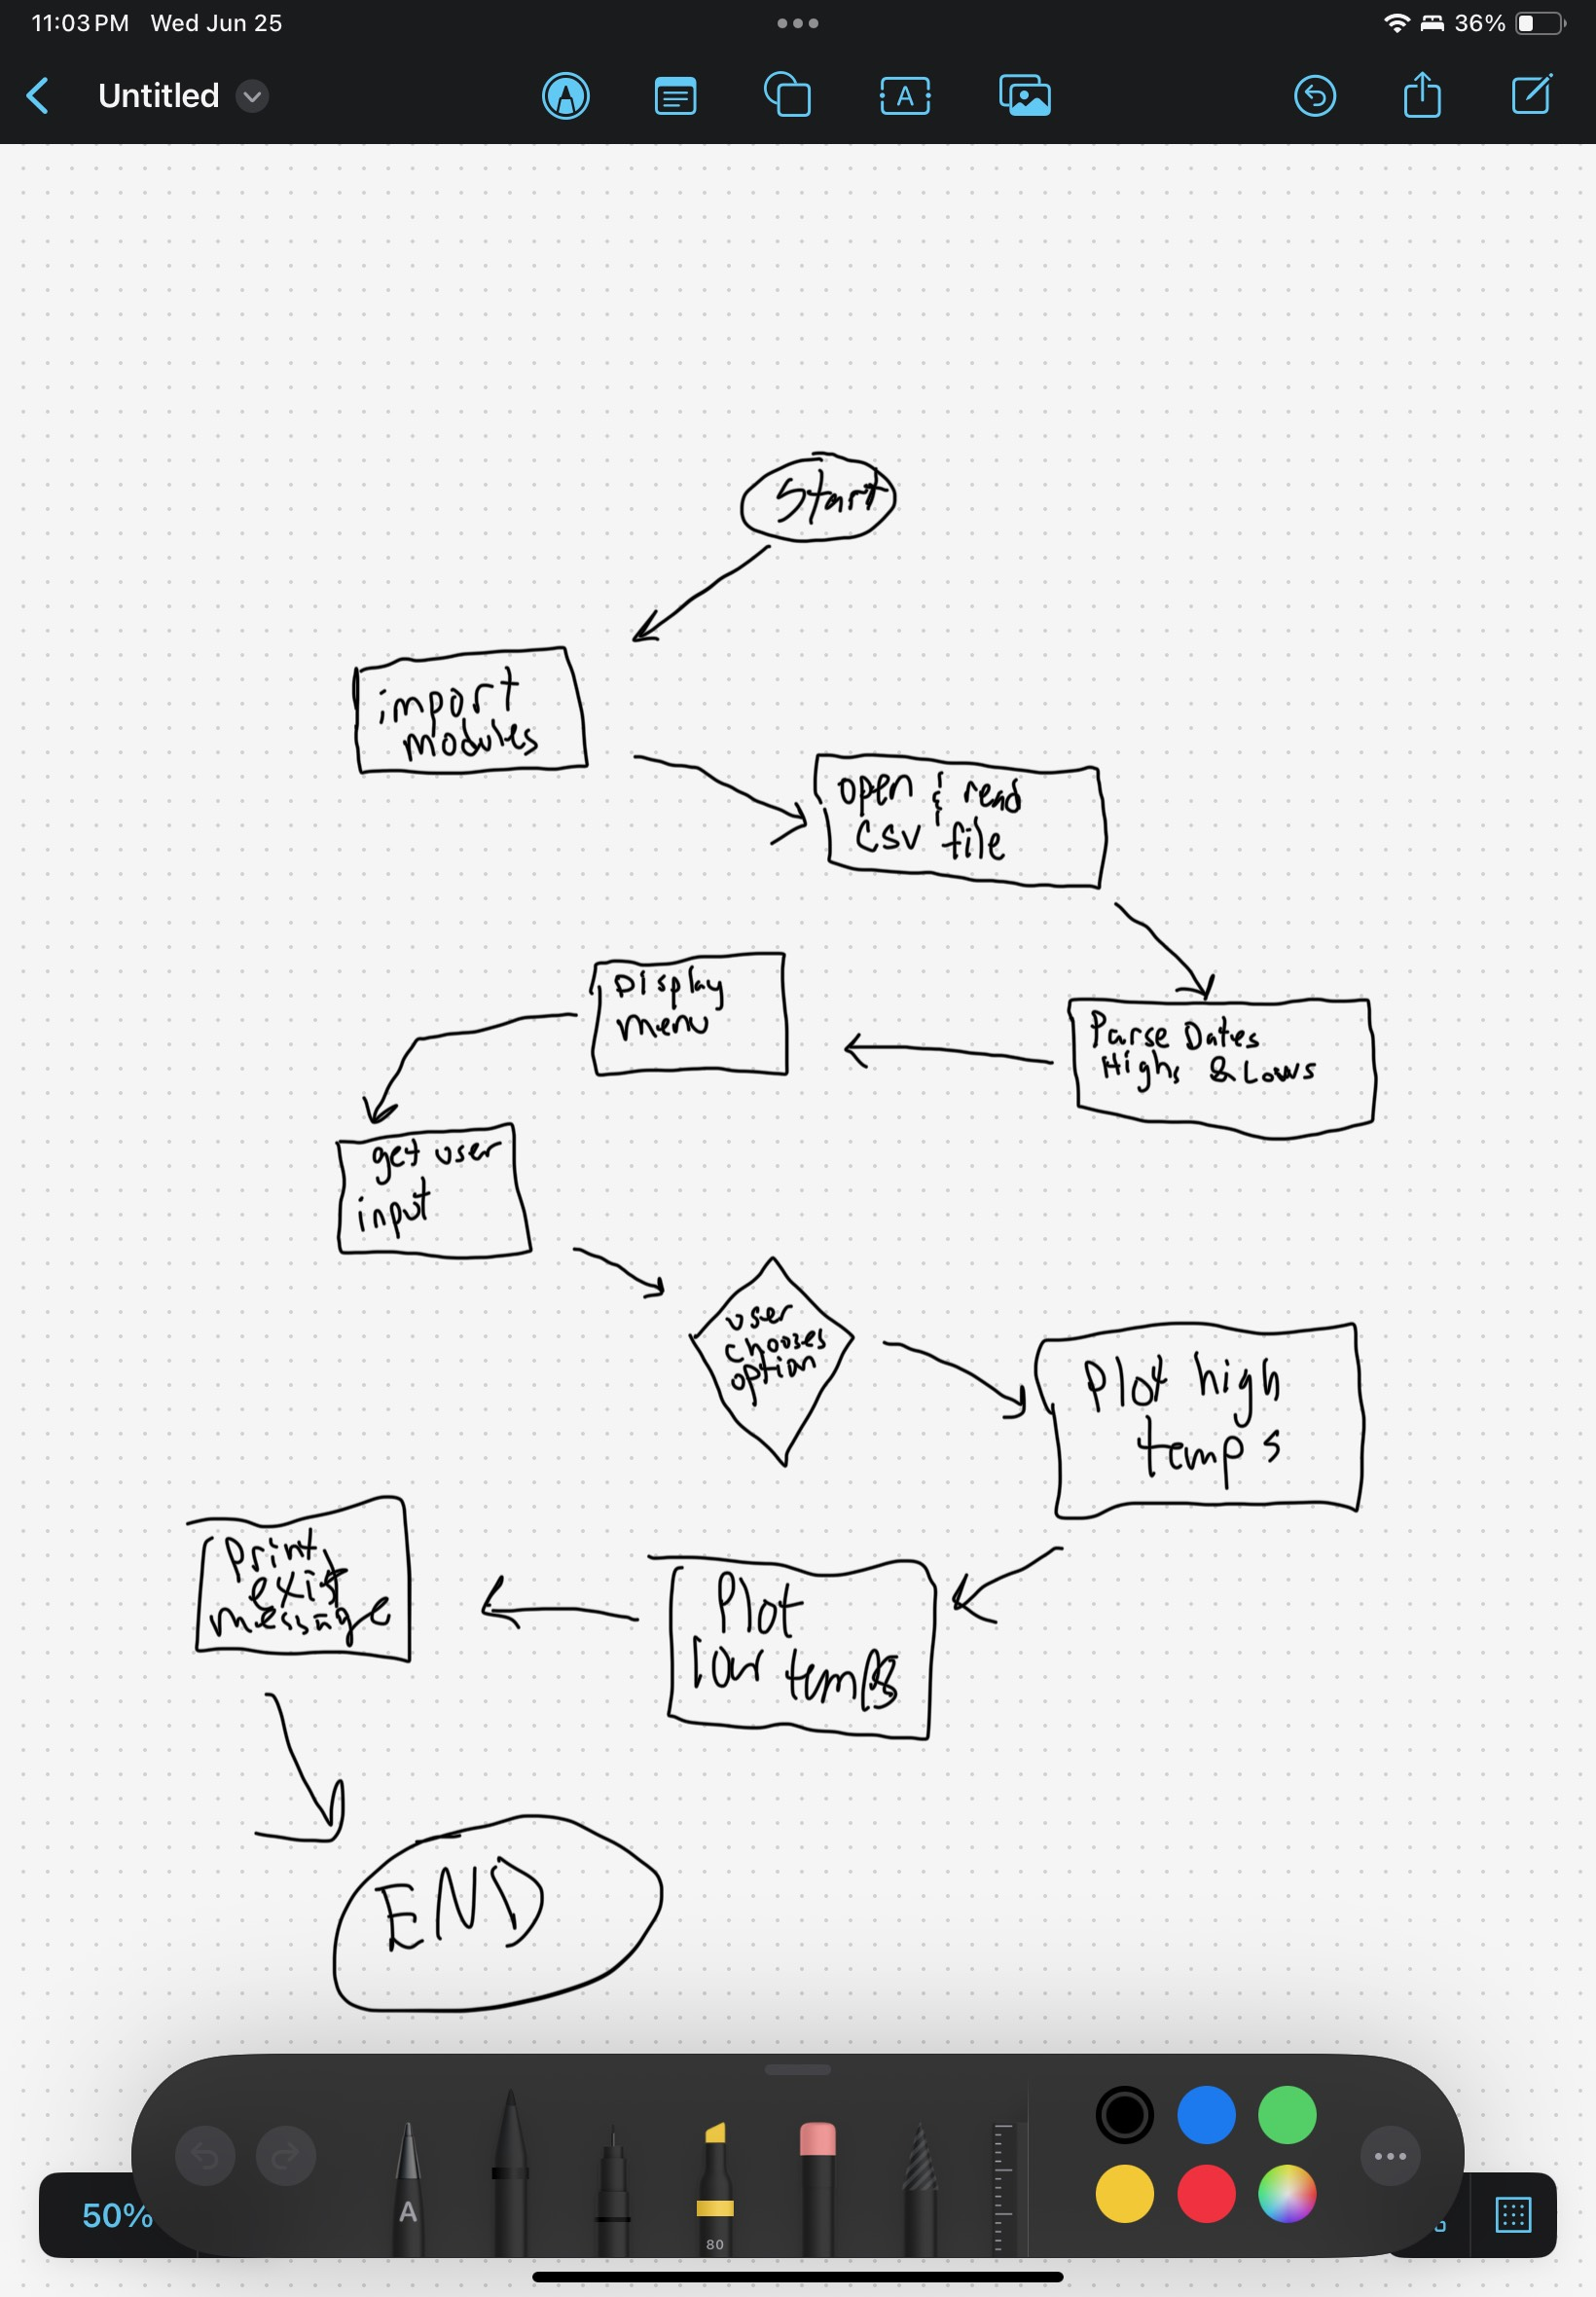 11:03 PM Wed Jun 25
36%
Untitled
A
Start
import
modules
open & read
CSV file
Parse Dates
Highs & Lows
Display
menu
get user
input
user
chooses
option
Plot high
temps
Plot
low temps
Print
exit
message
END
A
80
50%